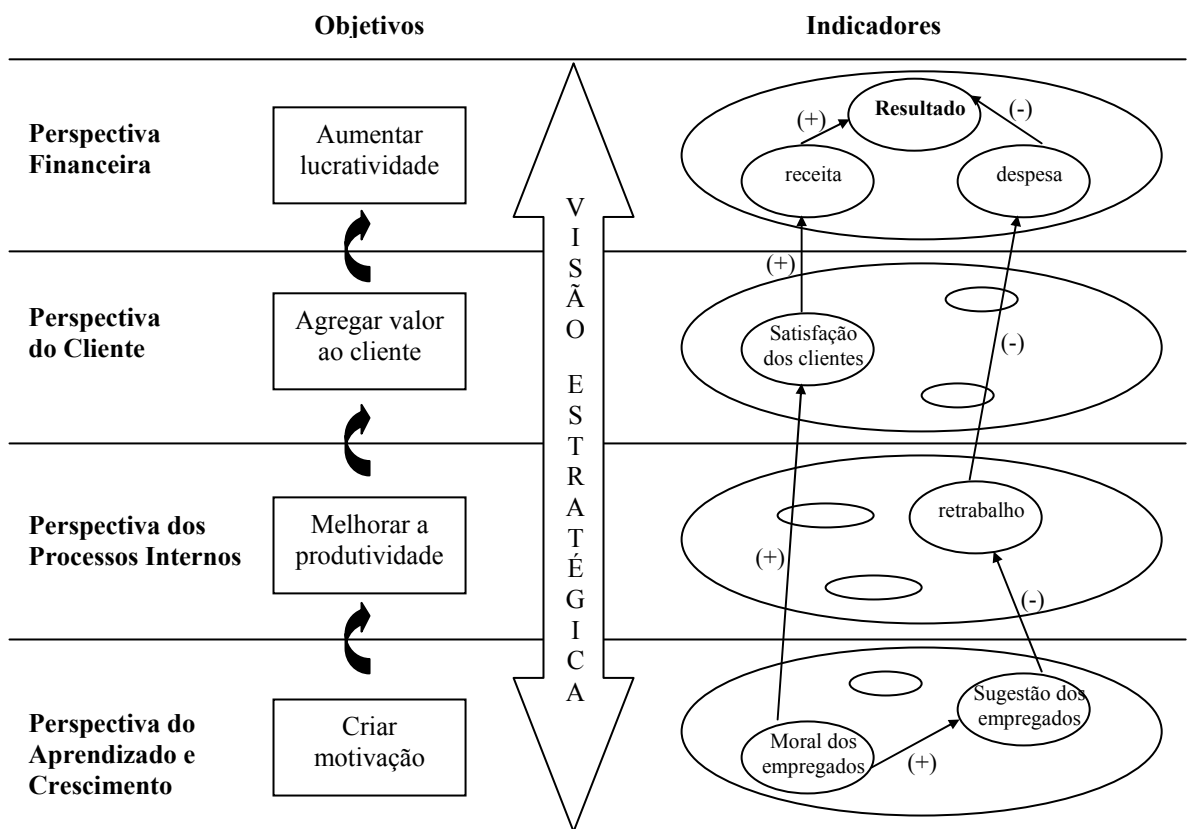 Objetivos
Indicadores
Perspectiva
Financeira
Aumentar
lucratividade
Resultado
(+)
(-)
receita
despesa
VISÃO ESTRATÉGICA
Perspectiva
do Cliente
Agregar valor
ao cliente
(+)
Satisfação
dos clientes
(-)
Perspectiva dos
Processos Internos
Melhorar a
produtividade
retrabalho
(+)
(-)
Perspectiva do
Aprendizado e
Crescimento
Criar
motivação
Sugestão dos
empregados
Moral dos
empregados
(+)